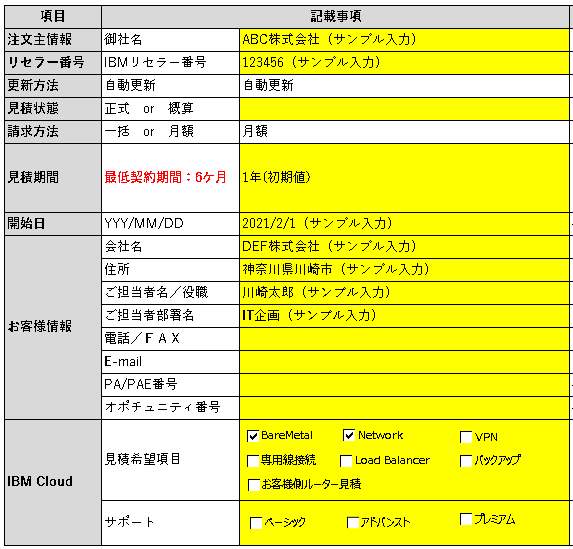 項目 記載事項
注文主情報 御社名 ABC株式会社（サンプル入力）
リセラー番号 IBMリセラー番号 123456（サンプル入力）
更新方法 自動更新 自動更新
見積状態 正式　or　概算
請求方法 一括　or　月額 月額
見積期間 最低契約期間：6ケ月 1年(初期値)
開始日 YYY/MM/DD 2021/2/1（サンプル入力）
お客様情報 会社名 DEF株式会社（サンプル入力）
住所 神奈川県川崎市（サンプル入力）
ご担当者名／役職 川崎太郎（サンプル入力）
ご担当者部署名 IT企画（サンプル入力）
電話／ＦＡＸ
E-mail
PA/PAE番号
オポチュニティ番号
IBM Cloud 見積希望項目 BareMetal Network VPN
専用線接続 Load Balancer バックアップ
お客様側ルーター見積
サポート ベーシック アドバンスト プレミアム